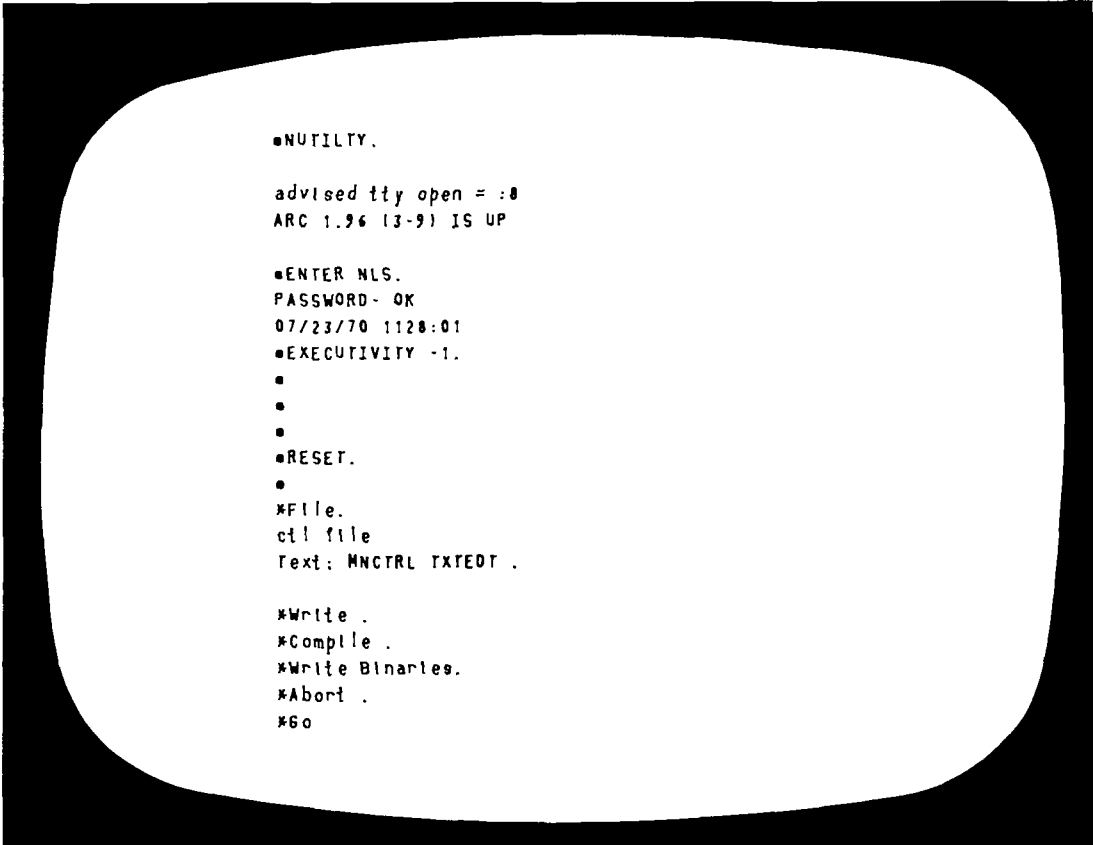 ■NUTILTY.
advised tty open = :8
ARC 1.96 (3-9) IS UP
■ENTER NLS.
PASSWORD- OK
07/23/70 1128:01
■EXECUTIVITY -1.
■
■
■
■RESET.
■
*File.
ctl file
Text: MNCTRL TXTEDT .
*Write .
*Compile .
*Write Binaries.
*Abort .
*Go